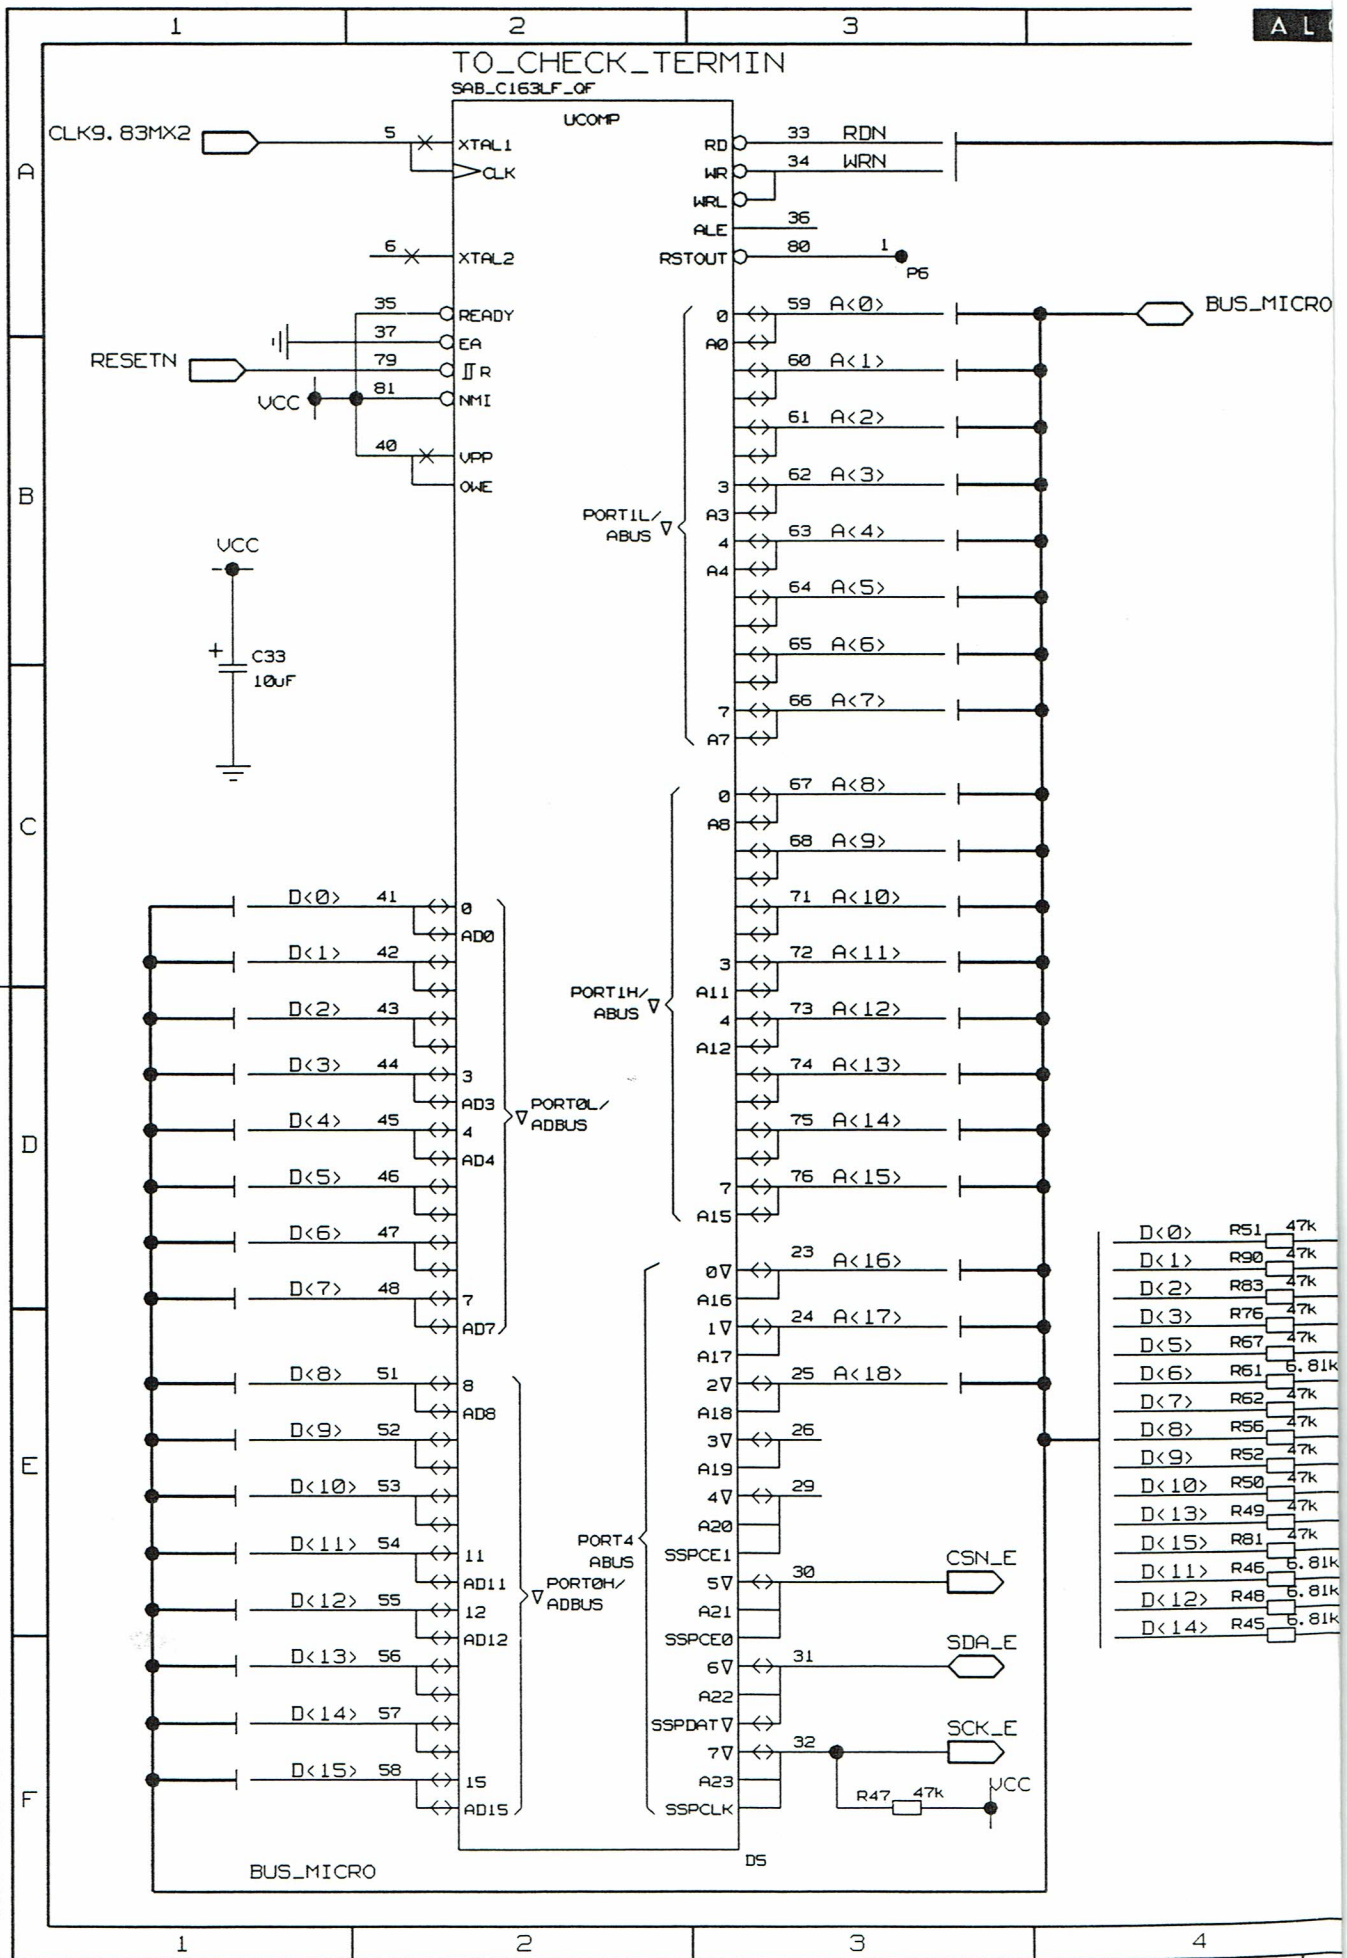 1 2 3
A L
TO_CHECK_TERMIN
SAB_C163LF_QF
UCOMP
CLK9.83MX2 5 XTAL1
CLK
6 XTAL2
35 READY
37 EA
RESETN 79 R
VCC 81 NMI
40 VPP
OWE
RD 33 RDN
WR 34 WRN
WRL
ALE 36
RSTOUT 80 1
P6
0 59 A<0> BUS_MICRO
A0
60 A<1>
61 A<2>
3 62 A<3>
A3
PORT1L/
ABUS
4 63 A<4>
A4
64 A<5>
65 A<6>
7 66 A<7>
A7
VCC
+ C33
10uF
0 67 A<8>
A8
68 A<9>
71 A<10>
3 72 A<11>
A11
PORT1H/
ABUS
4 73 A<12>
A12
74 A<13>
75 A<14>
7 76 A<15>
A15
D<0> 41 0
AD0
D<1> 42
D<2> 43
D<3> 44 3
AD3
PORT0L/
ADBUS
D<4> 45 4
AD4
D<5> 46
D<6> 47
D<7> 48 7
AD7
D<8> 51 8
AD8
D<9> 52
D<10> 53
D<11> 54 11
AD11
PORT0H/
ADBUS
D<12> 55 12
AD12
D<13> 56
D<14> 57
D<15> 58 15
AD15
0 23 A<16>
A16
1 24 A<17>
A17
2 25 A<18>
A18
3 26
A19
4 29
A20
PORT4
ABUS
SSPCE1
5 30 CSN_E
A21
SSPCE0
6 31 SDA_E
A22
SSPDAT
7 32 SCK_E
A23
SSPCLK
R47 47k VCC
D5
BUS_MICRO
D<0> R51 47k
D<1> R90 47k
D<2> R83 47k
D<3> R76 47k
D<5> R67 47k
D<6> R61 6.81k
D<7> R62 47k
D<8> R56 47k
D<9> R52 47k
D<10> R50 47k
D<13> R49 47k
D<15> R81 47k
D<11> R46 6.81k
D<12> R48 6.81k
D<14> R45 6.81k
A
B
C
D
E
F
1 2 3 4